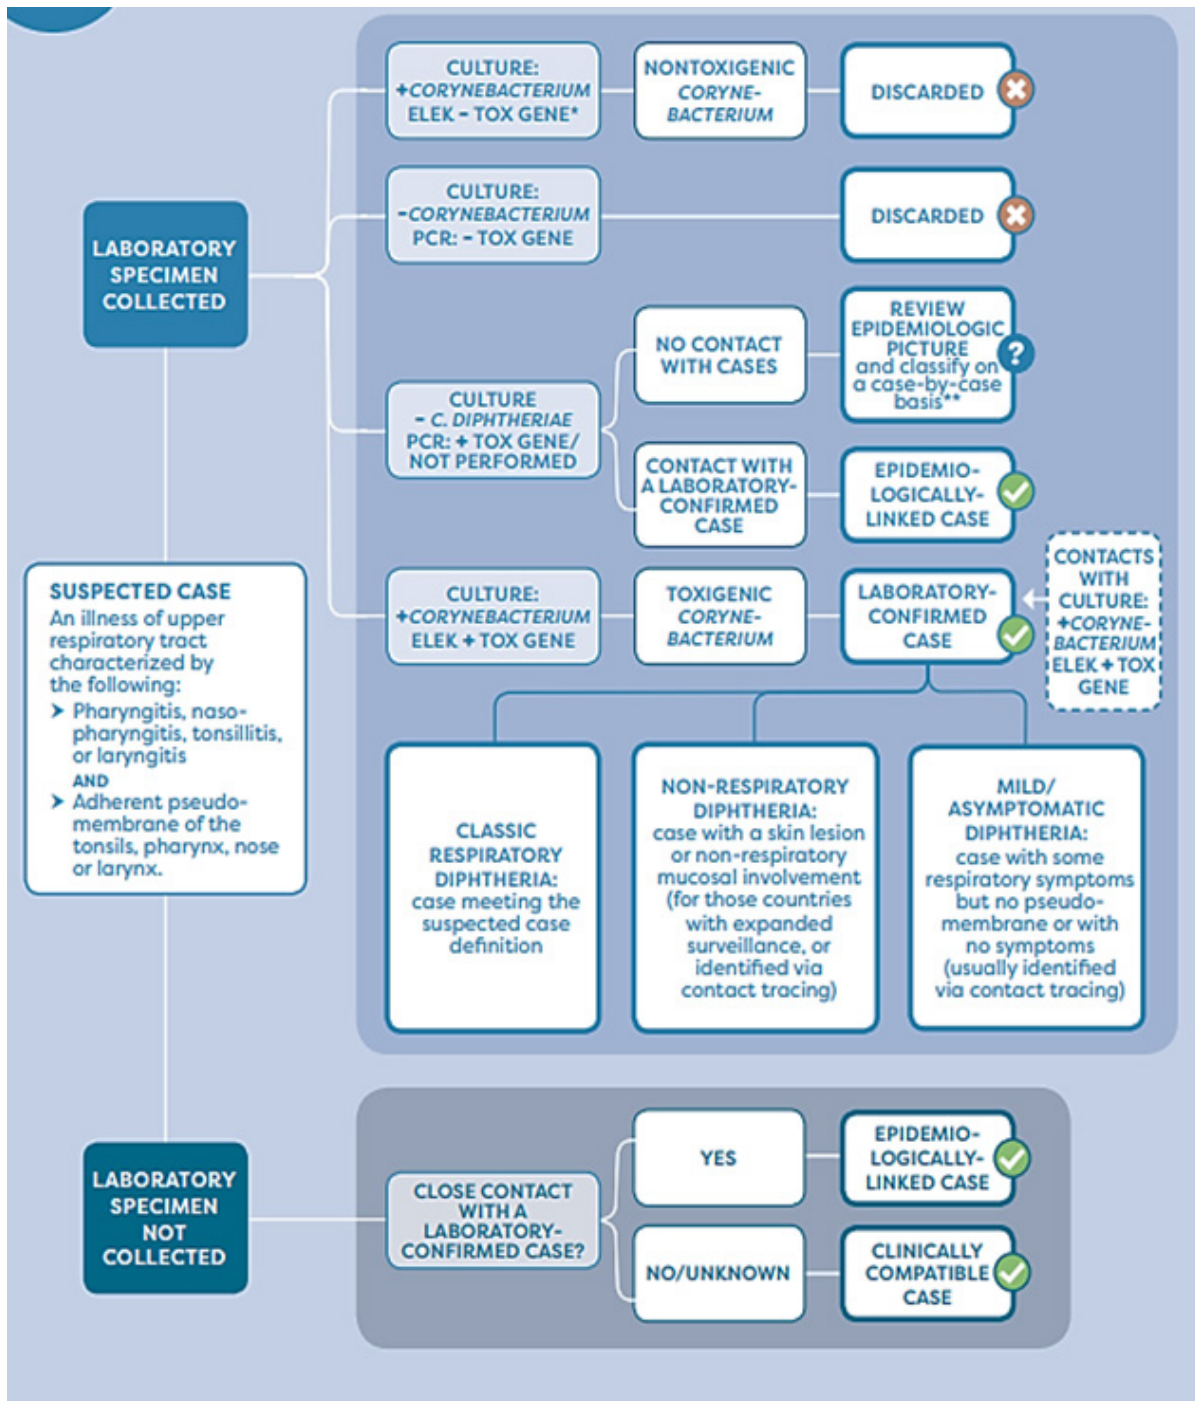 CULTURE:
+CORYNEBACTERIUM
ELEK - TOX GENE*
NONTOXIGENIC
CORYNE-
BACTERIUM
DISCARDED
CULTURE:
-CORYNEBACTERIUM
PCR: - TOX GENE
DISCARDED
LABORATORY
SPECIMEN
COLLECTED
NO CONTACT
WITH CASES
REVIEW
EPIDEMIOLOGIC
PICTURE
and classify on
a case-by-case
basis**
?
CULTURE
- C. DIPHTHERIAE
PCR: + TOX GENE/
NOT PERFORMED
CONTACT WITH
A LABORATORY-
CONFIRMED
CASE
EPIDEMIO-
LOGICALLY-
LINKED CASE
CULTURE:
+CORYNEBACTERIUM
ELEK + TOX GENE
TOXIGENIC
CORYNE-
BACTERIUM
LABORATORY-
CONFIRMED
CASE
CONTACTS
WITH
CULTURE:
+CORYNE-
BACTERIUM
ELEK + TOX
GENE
SUSPECTED CASE
An illness of upper
respiratory tract
characterized by
the following:
➤ Pharyngitis, naso-
pharyngitis, tonsillitis,
or laryngitis
AND
➤ Adherent pseudo-
membrane of the
tonsils, pharynx, nose
or larynx.
CLASSIC
RESPIRATORY
DIPHTHERIA:
case meeting the
suspected case
definition
NON-RESPIRATORY
DIPHTHERIA:
case with a skin lesion
or non-respiratory
mucosal involvement
(for those countries
with expanded
surveillance, or
identified via
contact tracing)
MILD/
ASYMPTOMATIC
DIPHTHERIA:
case with some
respiratory symptoms
but no pseudo-
membrane or with
no symptoms
(usually identified
via contact tracing)
LABORATORY
SPECIMEN
NOT
COLLECTED
CLOSE CONTACT
WITH A
LABORATORY-
CONFIRMED CASE?
YES
EPIDEMIO-
LOGICALLY-
LINKED CASE
NO/UNKNOWN
CLINICALLY
COMPATIBLE
CASE